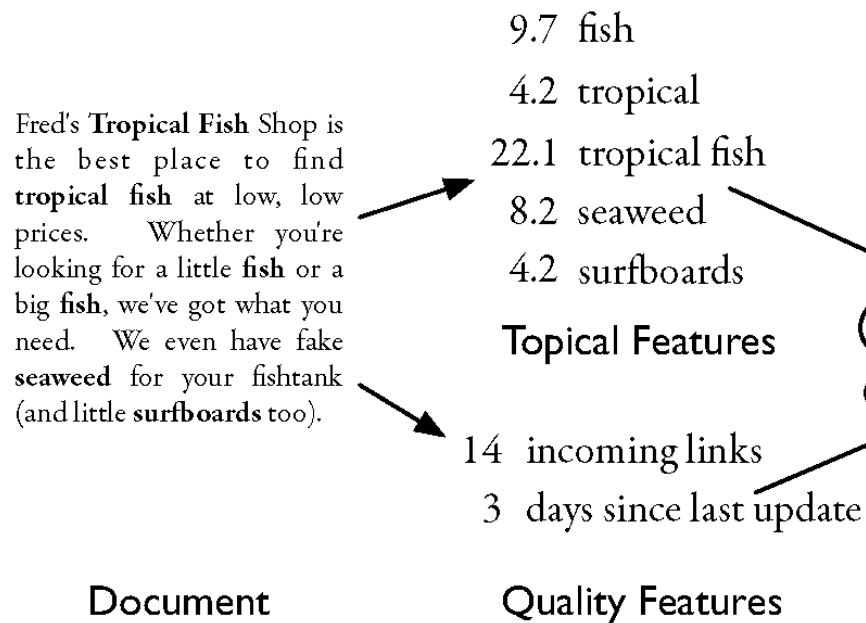 Fred's Tropical Fish Shop is
the best place to find
tropical fish at low, low
prices. Whether you're
looking for a little fish or a
big fish, we've got what you
need. We even have fake
seaweed for your fishtank
(and little surfboards too).
Document
9.7 fish
4.2 tropical
22.1 tropical fish
8.2 seaweed
4.2 surfboards
Topical Features
14 incoming links
3 days since last update
Quality Features